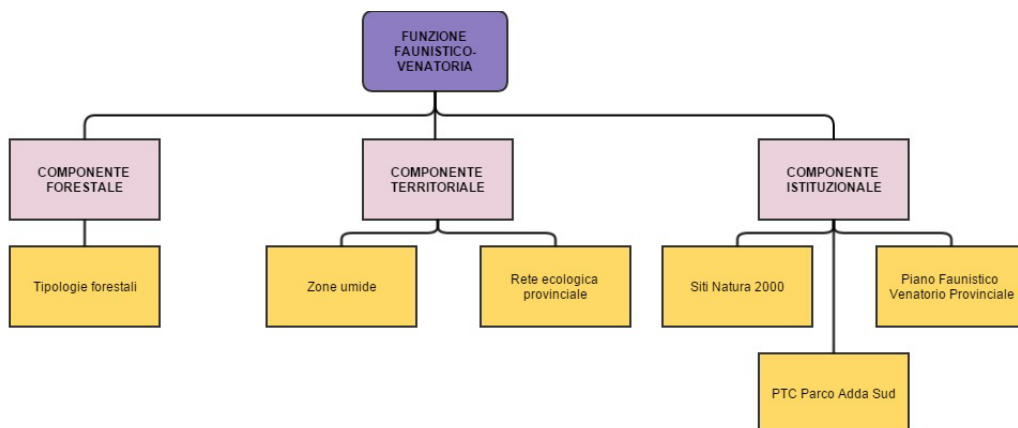 FUNZIONE
FAUNISTICO-
VENATORIA
COMPONENTE
FORESTALE
COMPONENTE
TERRITORIALE
COMPONENTE
ISTITUZIONALE
Tipologie forestali
Zone umide
Rete ecologica
provinciale
Siti Natura 2000
Piano Faunistico
Venatorio Provinciale
PTC Parco Adda Sud